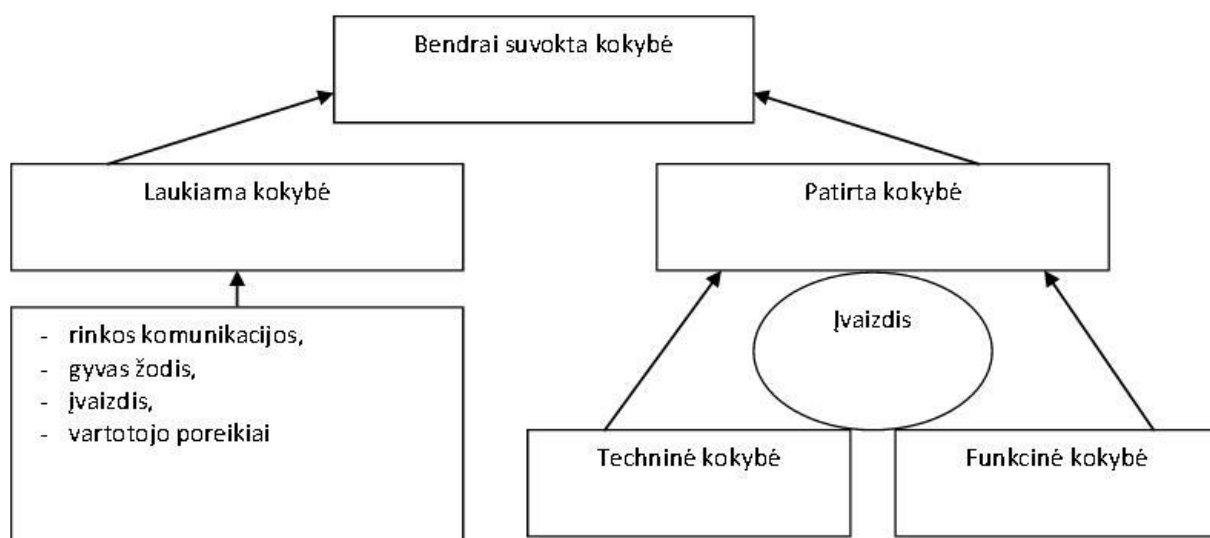 Bendrai suvokta kokybė
Laukiama kokybė
Patirta kokybė
- rinkos komunikacijos,
- gyvas žodis,
- įvaizdis,
- vartotojo poreikiai
Įvaizdis
Techninė kokybė
Funkcinė kokybė